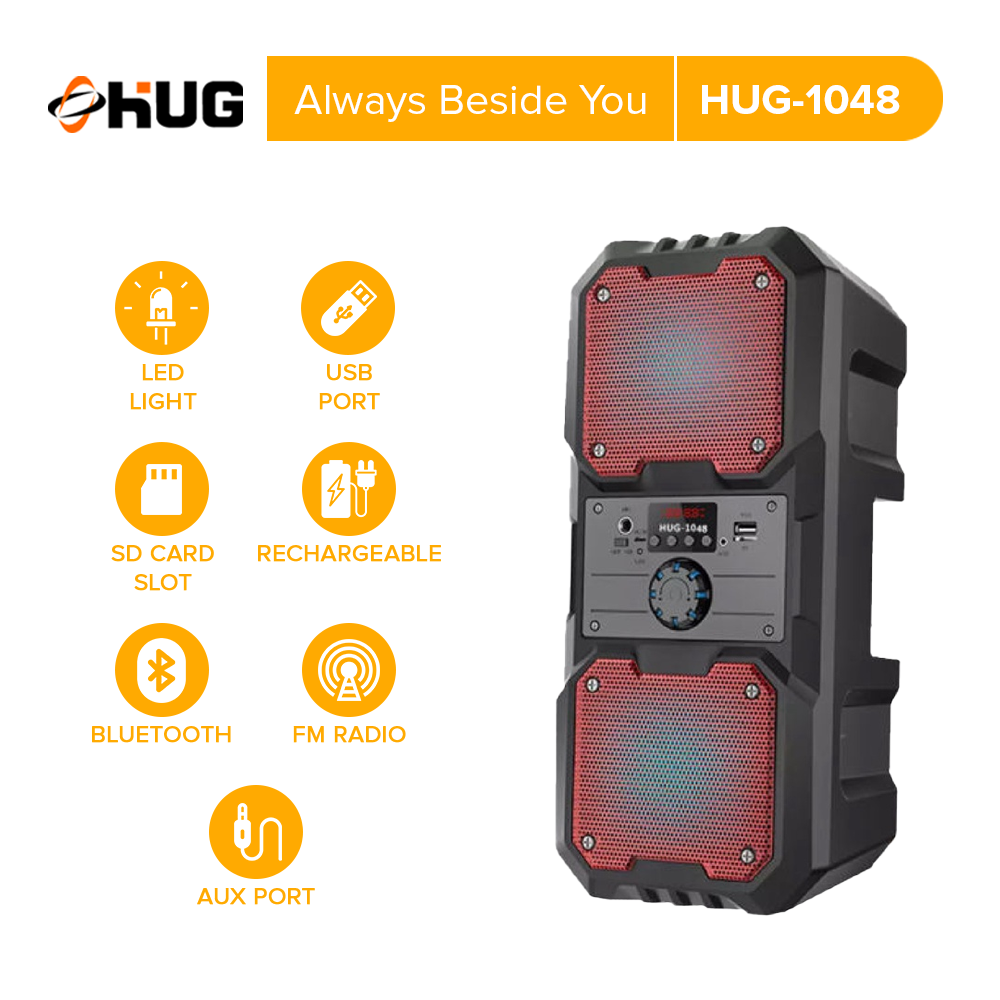 HUG
Always Beside You
HUG-1048
LED
LIGHT
USB
PORT
SD CARD
SLOT
RECHARGEABLE
BLUETOOTH
FM RADIO
AUX PORT
HUG-1048